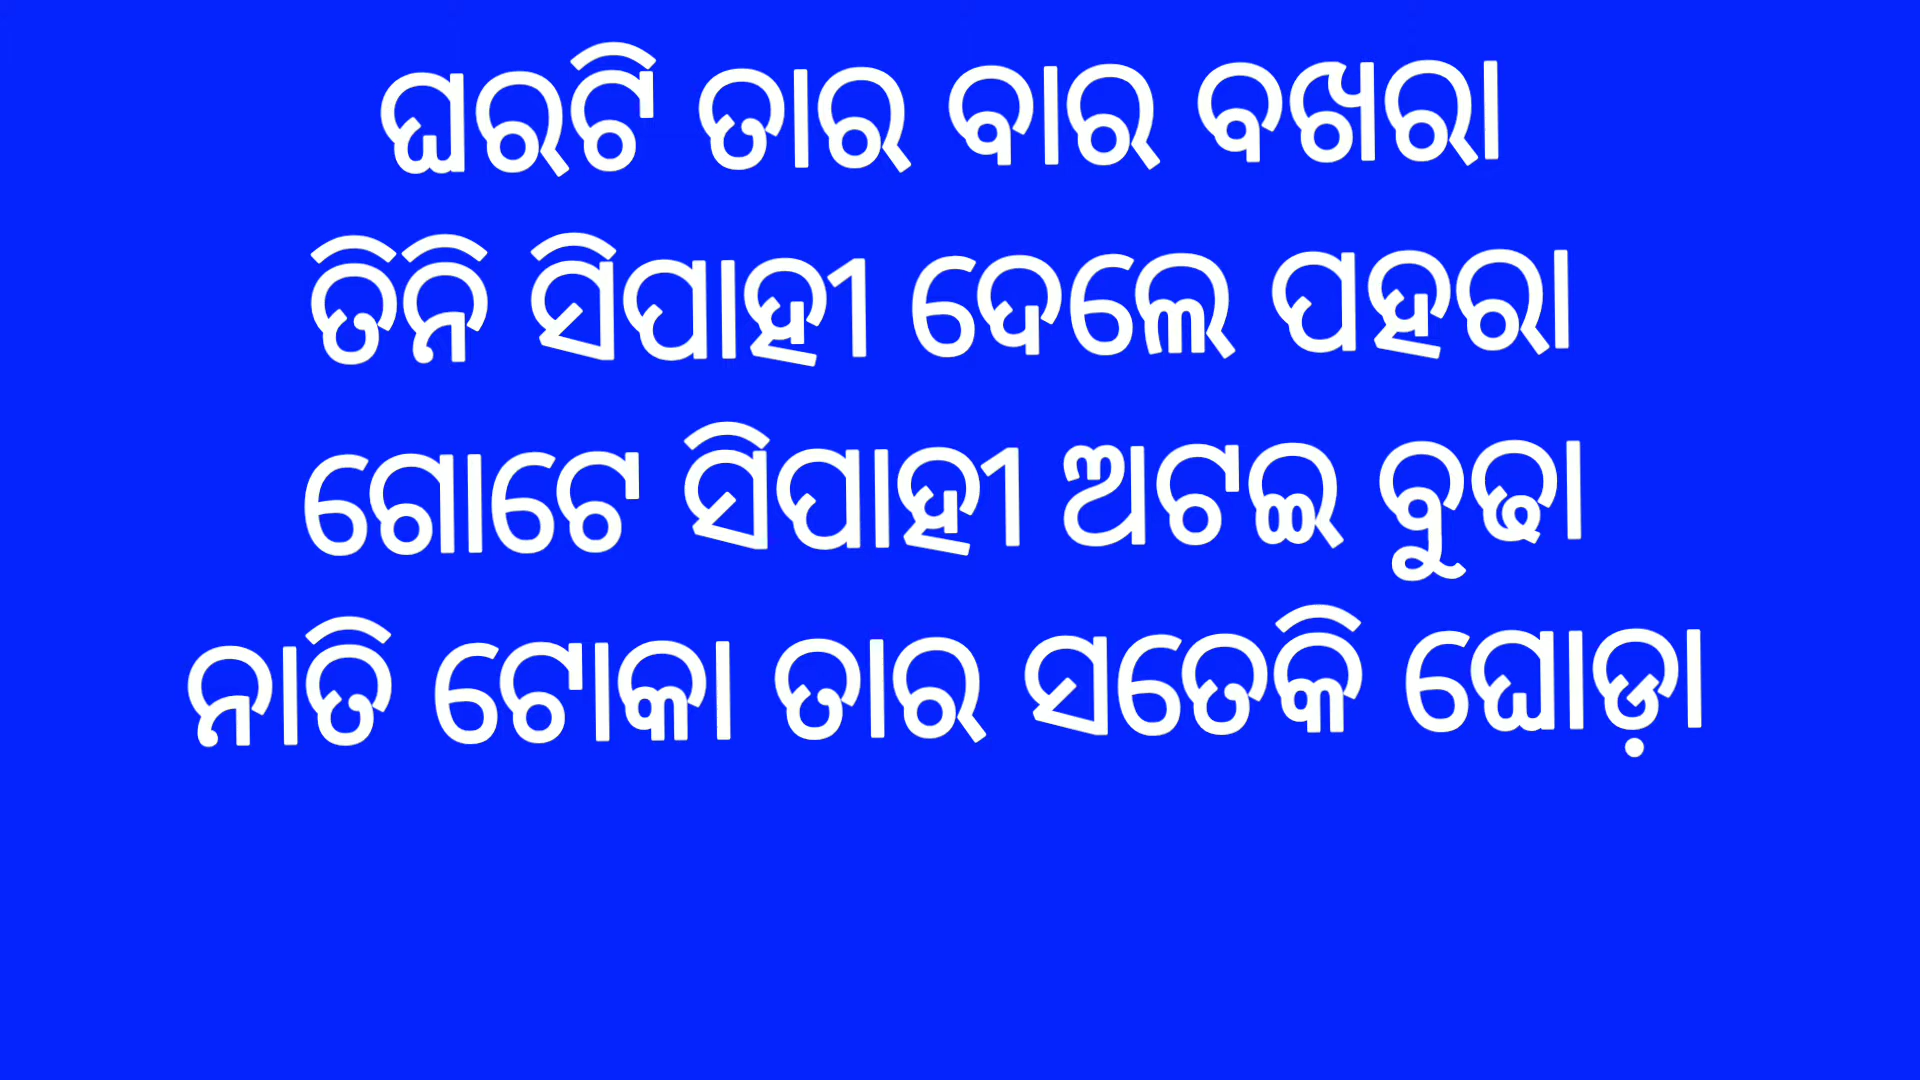 ଘରଟି ତାର ବାର ବଖରା
ତିନି ସିପାହୀ ଦେଲେ ପହରା
ଗୋଟେ ସିପାହୀ ଅଟଇ ବୁଢା
ନାତି ଟୋକା ତାର ସତେକି ଘୋଡ଼ା